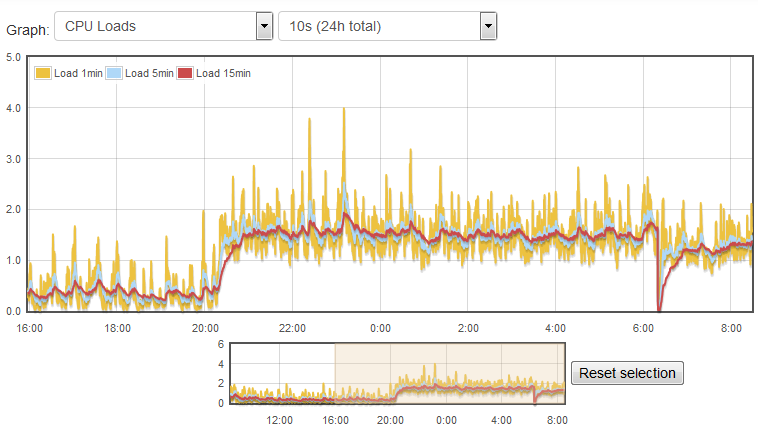 Graph: CPU Loads 10s (24h total)
5.0
Load 1min Load 5min Load 15min
4.0
3.0
2.0
1.0
0.0
16:00 18:00 20:00 22:00 0:00 2:00 4:00 6:00 8:00
6
4
Reset selection
2
0
12:00 16:00 20:00 0:00 4:00 8:00